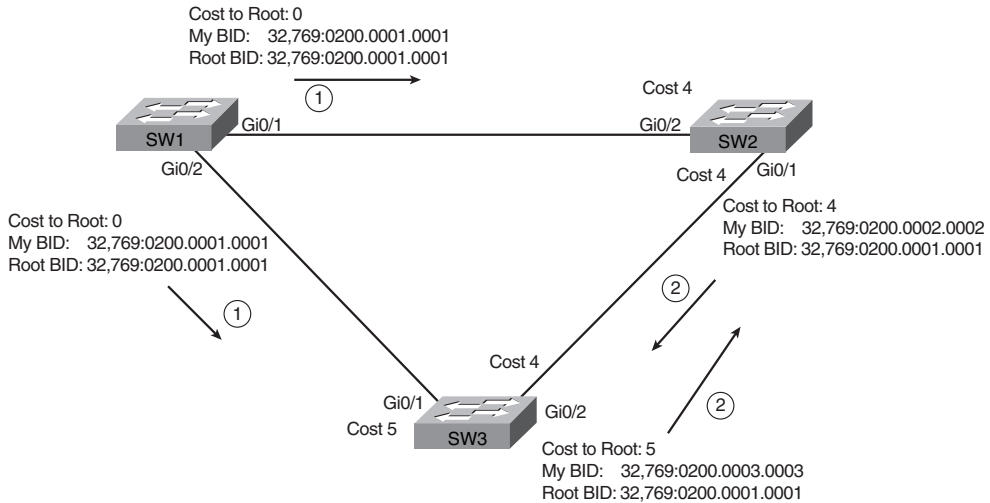 Cost to Root: 0
My BID: 32,769:0200.0001.0001
Root BID: 32,769:0200.0001.0001
1
Cost 4
Gi0/1
Gi0/2
SW1
SW2
Gi0/2
Cost 4
Gi0/1
Cost to Root: 0
My BID: 32,769:0200.0001.0001
Root BID: 32,769:0200.0001.0001
1
Cost to Root: 4
My BID: 32,769:0200.0002.0002
Root BID: 32,769:0200.0001.0001
2
Cost 4
2
Gi0/1
Gi0/2
Cost 5
SW3
Cost to Root: 5
My BID: 32,769:0200.0003.0003
Root BID: 32,769:0200.0001.0001